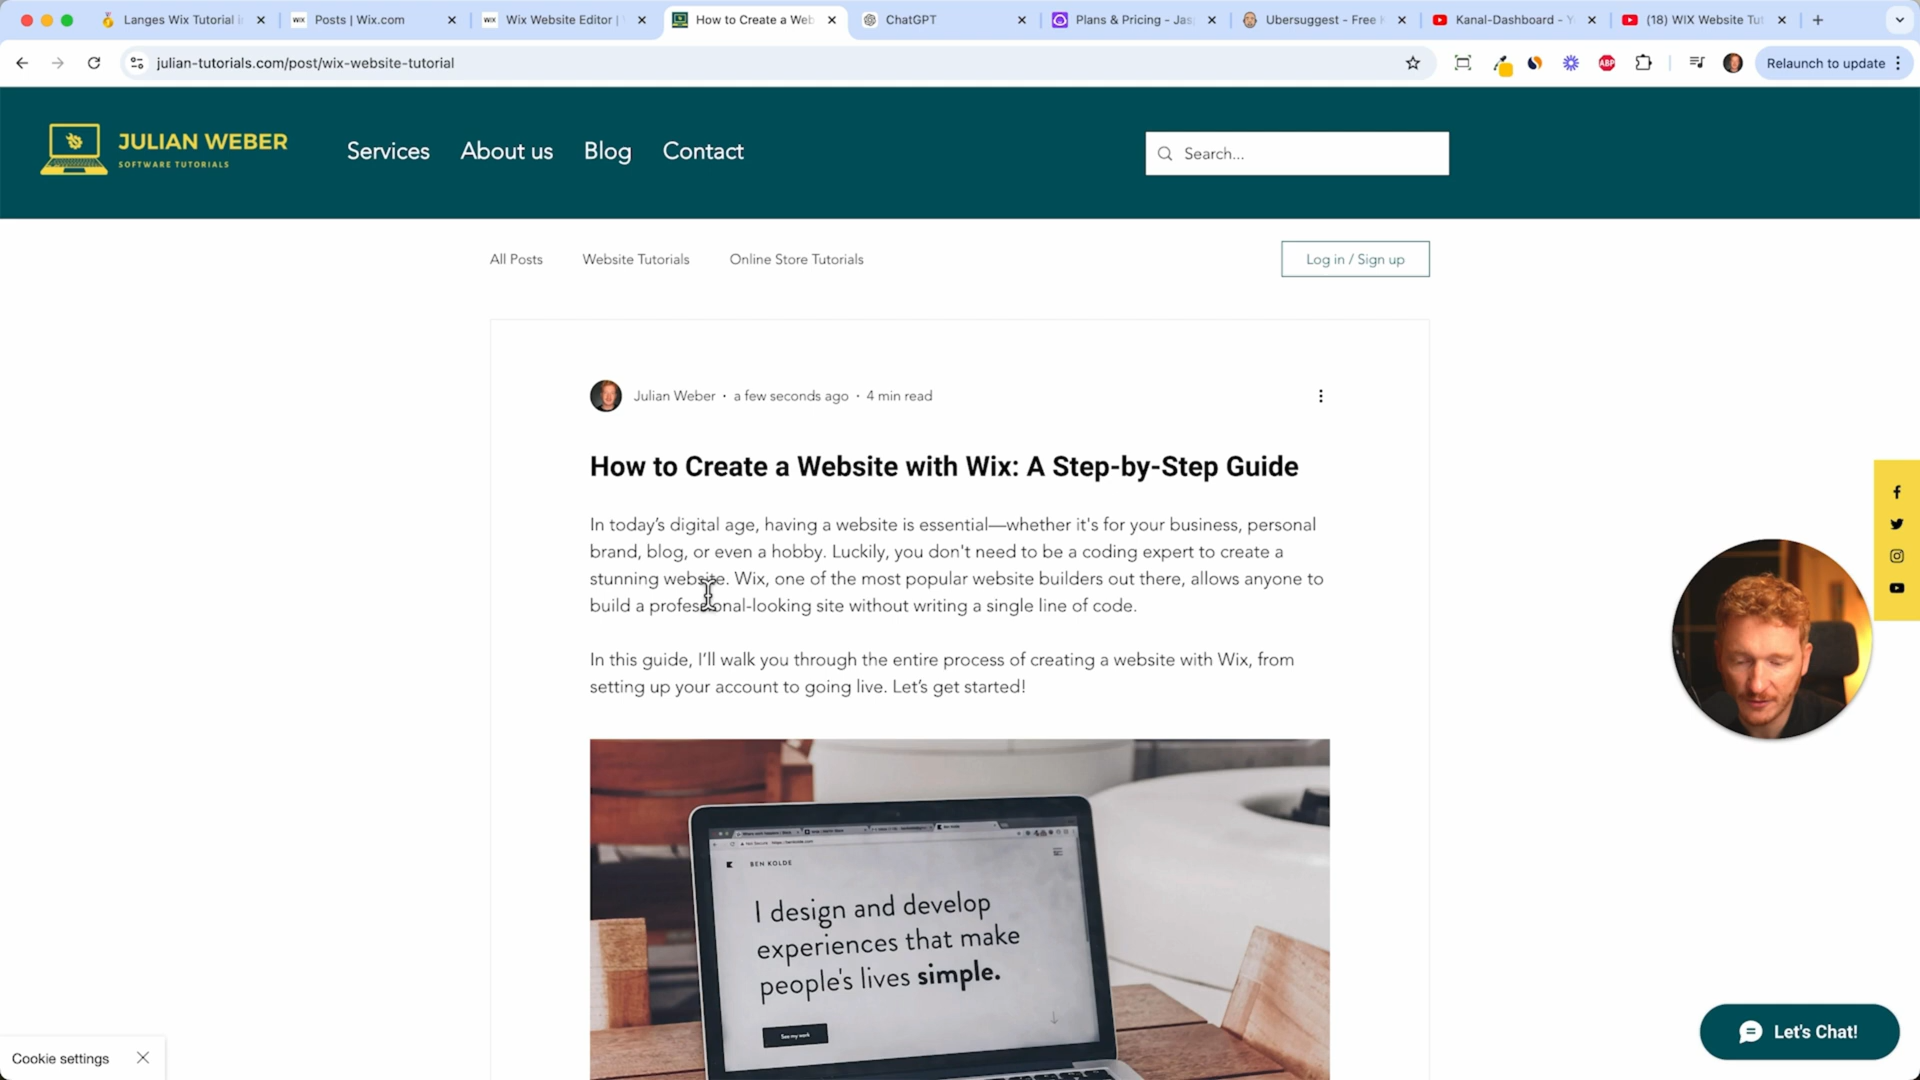 Langes Wix Tutorial i
Posts | Wix.com
Wix Website Editor |
How to Create a Web
ChatGPT
Plans & Pricing - Jas
Ubersuggest - Free K
Kanal-Dashboard - Y
(18) WIX Website Tut
julian-tutorials.com/post/wix-website-tutorial
ABP
Relaunch to update
JULIAN WEBER
SOFTWARE TUTORIALS
Services
About us
Blog
Contact
Search...
All Posts
Website Tutorials
Online Store Tutorials
Log in / Sign up
Julian Weber · a few seconds ago · 4 min read
How to Create a Website with Wix: A Step-by-Step Guide
In today’s digital age, having a website is essential—whether it's for your business, personal
brand, blog, or even a hobby. Luckily, you don't need to be a coding expert to create a
stunning website. Wix, one of the most popular website builders out there, allows anyone to
build a professional-looking site without writing a single line of code.
In this guide, I’ll walk you through the entire process of creating a website with Wix, from
setting up your account to going live. Let’s get started!
BEN KOLDE
I design and develop
experiences that make
people's lives simple.
See my work
Cookie settings
Let's Chat!